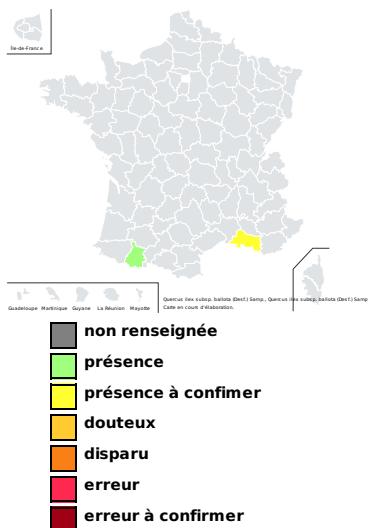 Île-de-France
Guadeloupe Martinique Guyane La Réunion Mayotte
Quercus ilex subsp. ballota (Desf.) Samp., Quercus ilex subsp. ballota (Desf.) Samp
Carte en cours d'élaboration.
non renseignée
présence
présence à confimer
douteux
disparu
erreur
erreur à confirmer